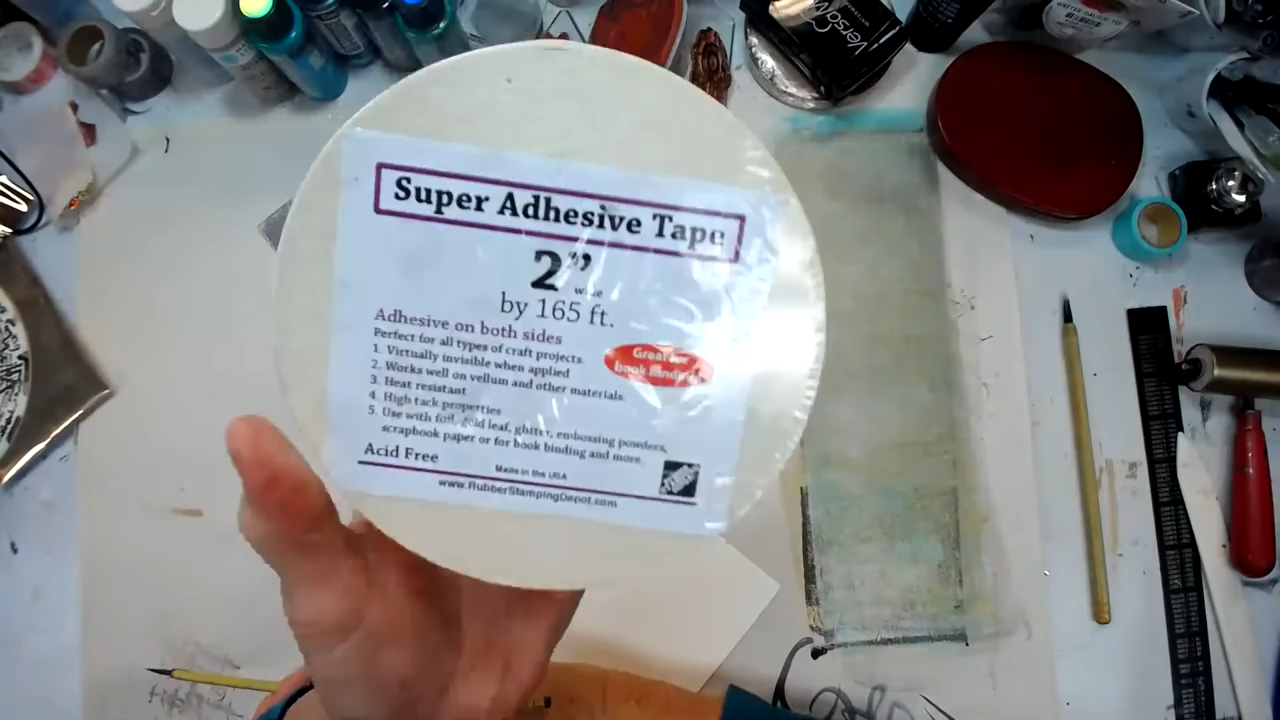 Super Adhesive Tape
2”
wide
by 165 ft.
Adhesive on both sides
Perfect for all types of craft projects.
1. Virtually invisible when applied
2. Works well on vellum and other materials.
3. Heat resistant
4. High tack properties
5. Use with foil, gold leaf, glitter, embossing powders,
scrapbook paper or for book binding and more.
Great for
book binding
Acid Free
Made in the USA
www.RubberStampingDepot.com